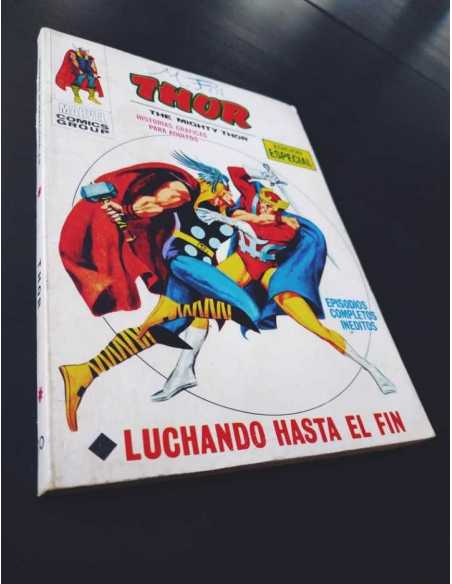 MARVEL
COMICS
GROUP
THOR
THE MIGHTY THOR
HISTORIAS GRAFICAS
PARA ADULTOS
EDICION
ESPECIAL
EPISODIOS
COMPLETOS
INEDITOS
LUCHANDO HASTA EL FIN
THOR